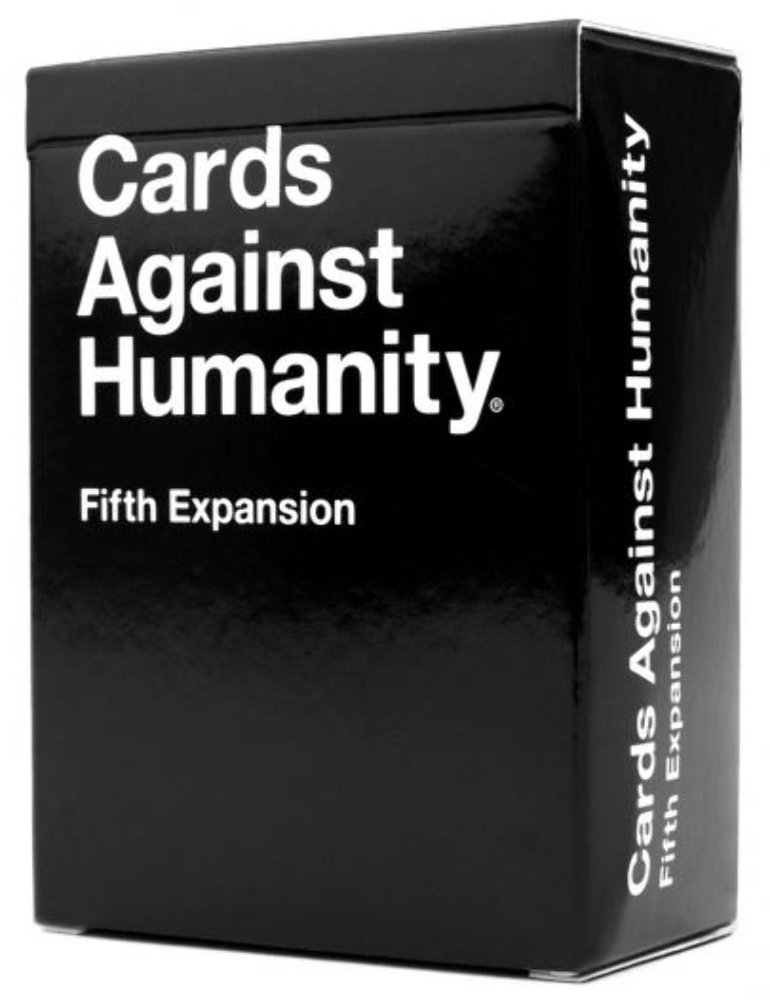 Cards
Against
Humanity®
Fifth Expansion
Cards Against Humanity
Fifth Expansion